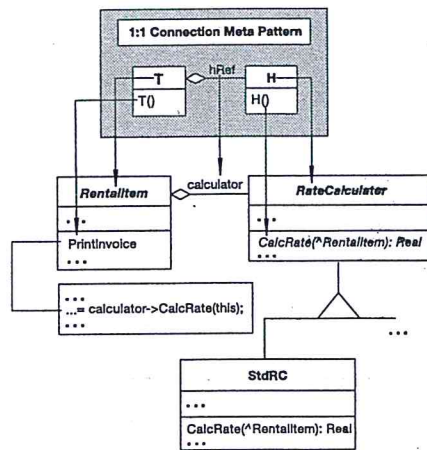 1:1 Connection Meta Pattern
T
hRef
H
T()
H()
RentalItem
calculator
RateCalculator
...
...
PrintInvoice
CalcRate(^RentalItem): Real
...
...
...
...= calculator->CalcRate(this);
...
...
StdRC
...
CalcRate(^RentalItem): Real
...